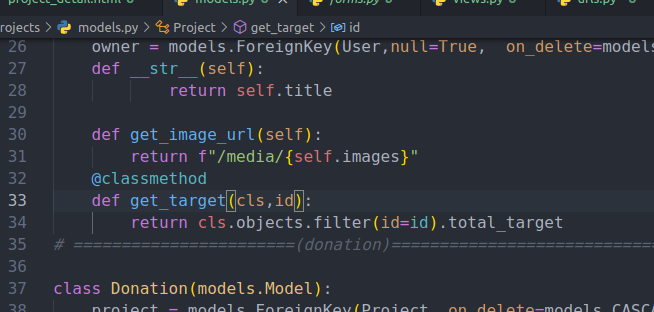 project_detail.html models.py forms.py views.py urls.py
rojects > models.py > Project > get_target > id
26 owner = models.ForeignKey(User,null=True, on_delete=models
27 def __str__(self):
28 return self.title
29
30 def get_image_url(self):
31 return f"/media/{self.images}"
32 @classmethod
33 def get_target(cls,id):
34 return cls.objects.filter(id=id).total_target
35 # =======================(donation)===========================
36
37 class Donation(models.Model):
38 project = models.ForeignKey(Project, on_delete=models.CASCA